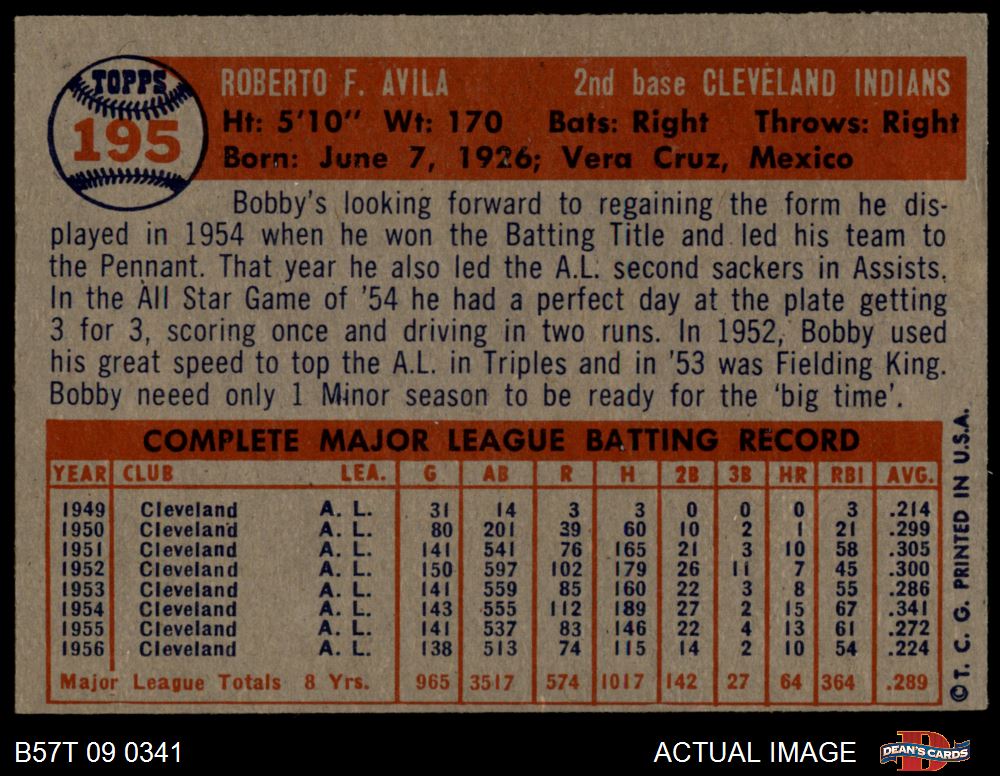 TOPPS
195
ROBERTO F. AVILA 2nd base CLEVELAND INDIANS
Ht: 5'10" Wt: 170 Bats: Right Throws: Right
Born: June 7, 1926; Vera Cruz, Mexico
Bobby's looking forward to regaining the form he dis-
played in 1954 when he won the Batting Title and led his team to
the Pennant. That year he also led the A.L. second sackers in Assists.
In the All Star Game of '54 he had a perfect day at the plate getting
3 for 3, scoring once and driving in two runs. In 1952, Bobby used
his great speed to top the A.L. in Triples and in '53 was Fielding King.
Bobby neeed only 1 Minor season to be ready for the 'big time'.
COMPLETE MAJOR LEAGUE BATTING RECORD
YEAR CLUB LEA. G AB R H 2B 3B HR RBI AVG.
1949 Cleveland A. L. 31 14 3 3 0 0 0 3 .214
1950 Cleveland A. L. 80 201 39 60 10 2 1 21 .299
1951 Cleveland A. L. 141 541 76 165 21 3 10 58 .305
1952 Cleveland A. L. 150 597 102 179 26 11 7 45 .300
1953 Cleveland A. L. 141 559 85 160 22 3 8 55 .286
1954 Cleveland A. L. 143 555 112 189 27 2 15 67 .341
1955 Cleveland A. L. 141 537 83 146 22 4 13 61 .272
1956 Cleveland A. L. 138 513 74 115 14 2 10 54 .224
Major League Totals 8 Yrs. 965 3517 574 1017 142 27 64 364 .289
© T. C. G. PRINTED IN U.S.A.
B57T 09 0341 ACTUAL IMAGE
DEAN'S CARDS